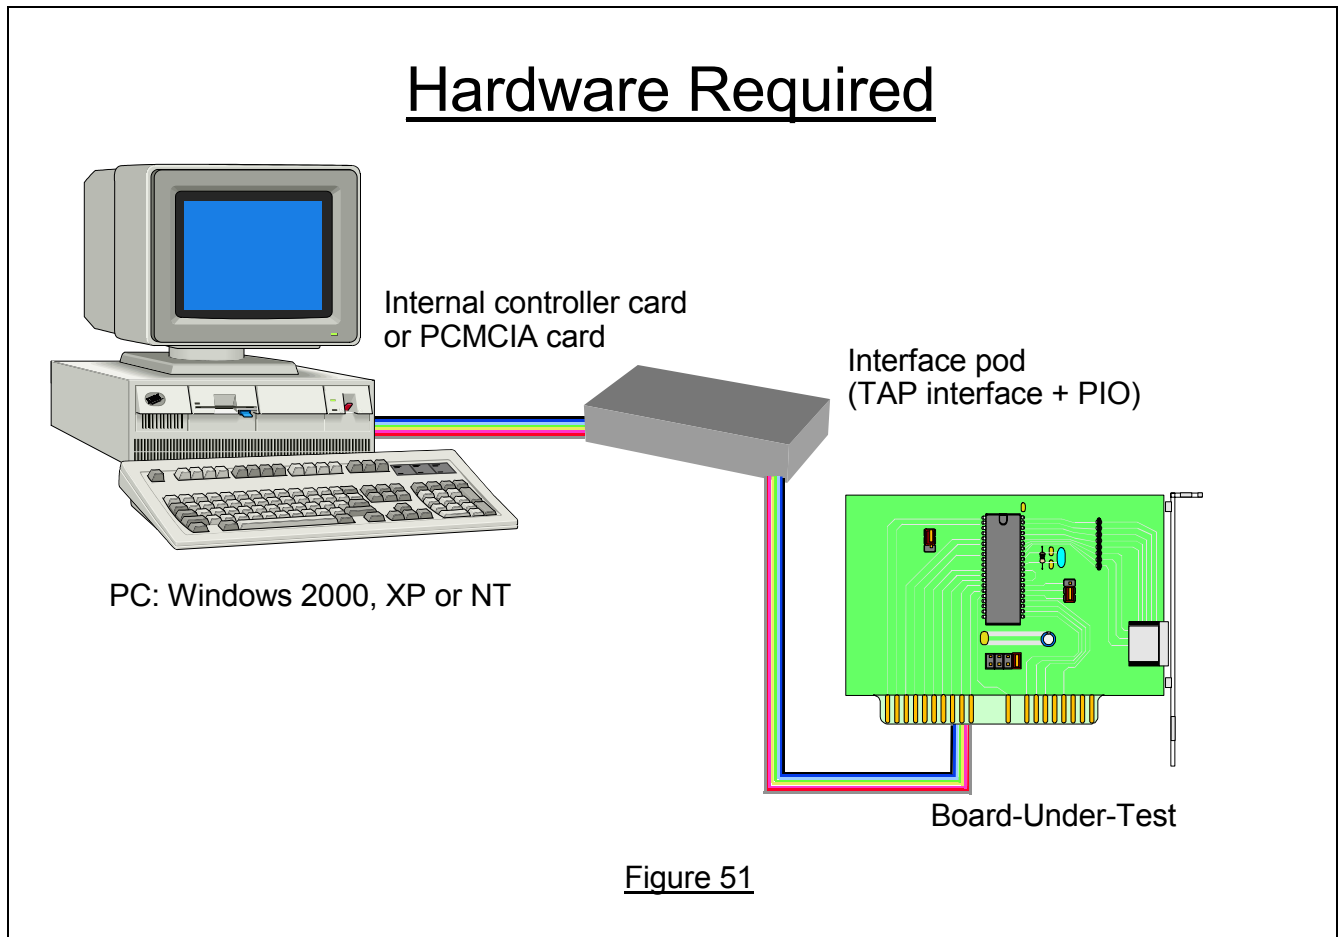 Hardware Required
Internal controller card
or PCMCIA card
Interface pod
(TAP interface + PIO)
PC: Windows 2000, XP or NT
Board-Under-Test
Figure 51